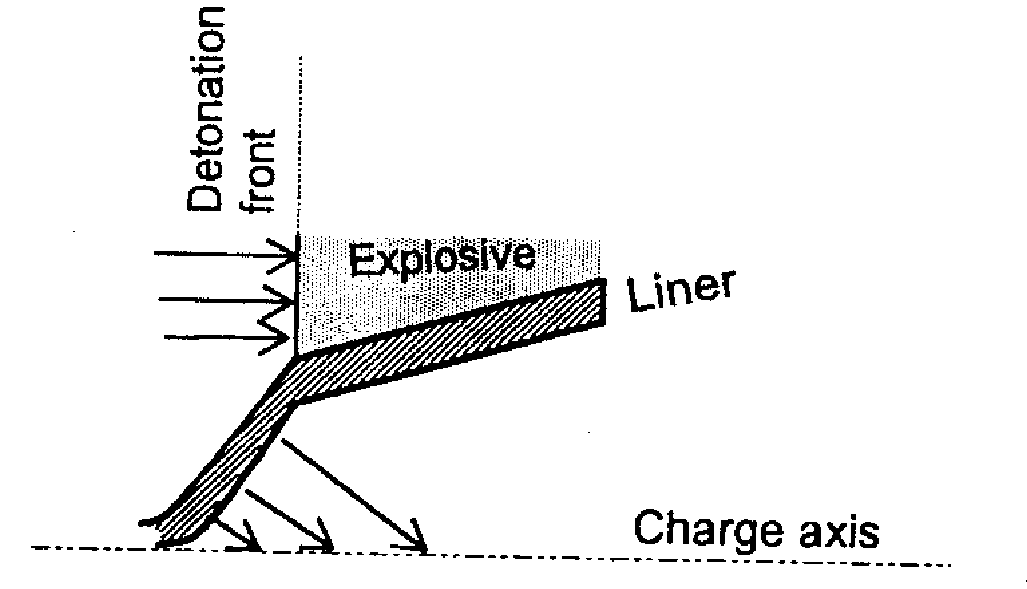 Detonation
front
Explosive
Liner
Charge axis